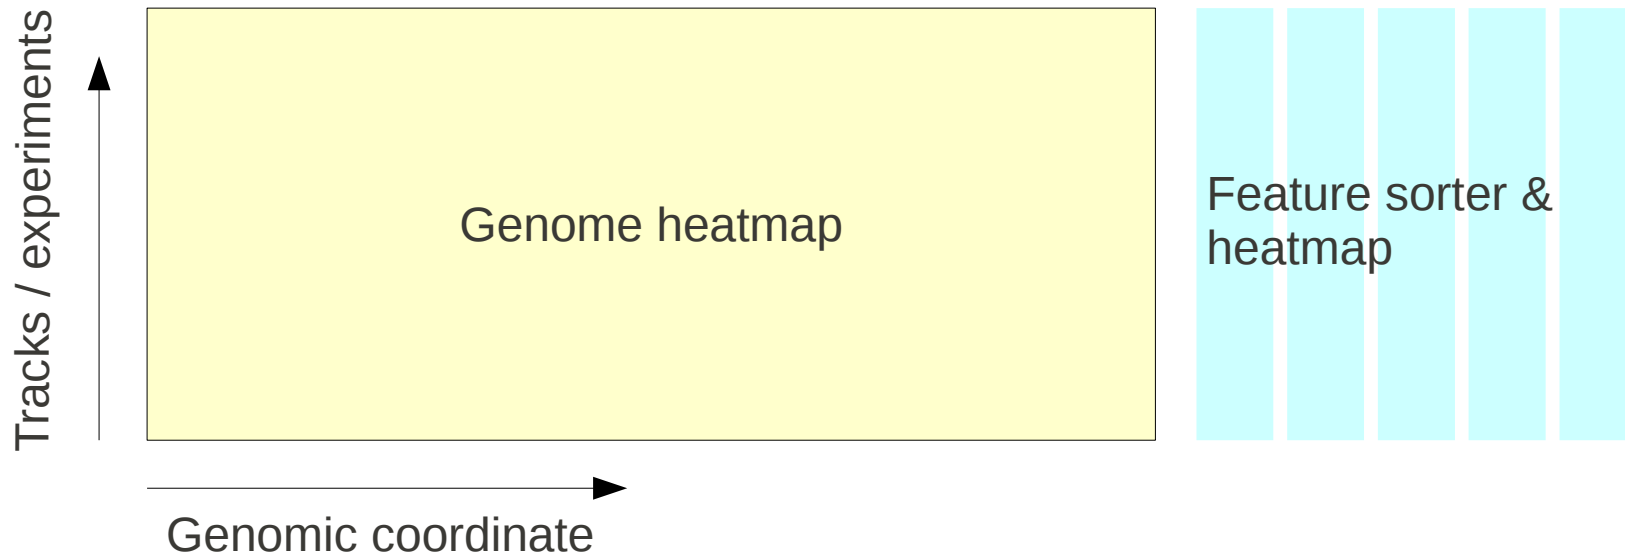 Tracks / experiments
Genome heatmap
Feature sorter &
heatmap
Genomic coordinate